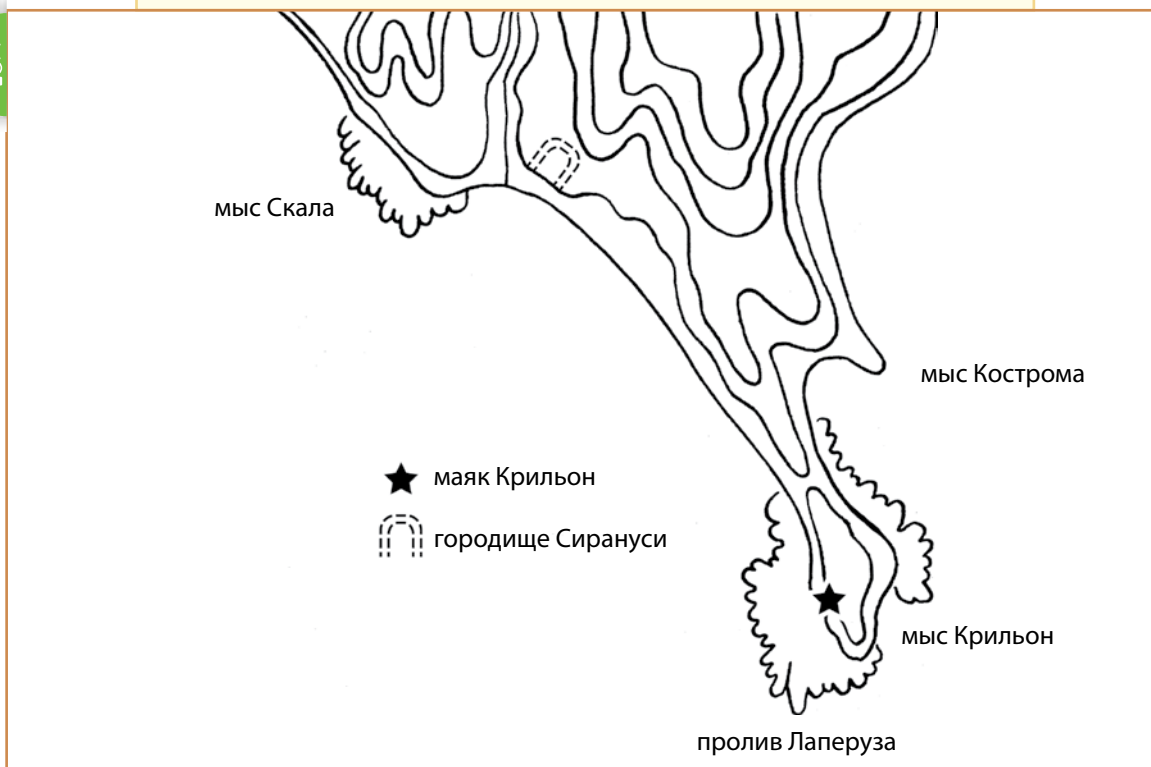 мыс Скала
мыс Кострома
маяк Крильон
городище Сирануси
мыс Крильон
пролив Лаперуза